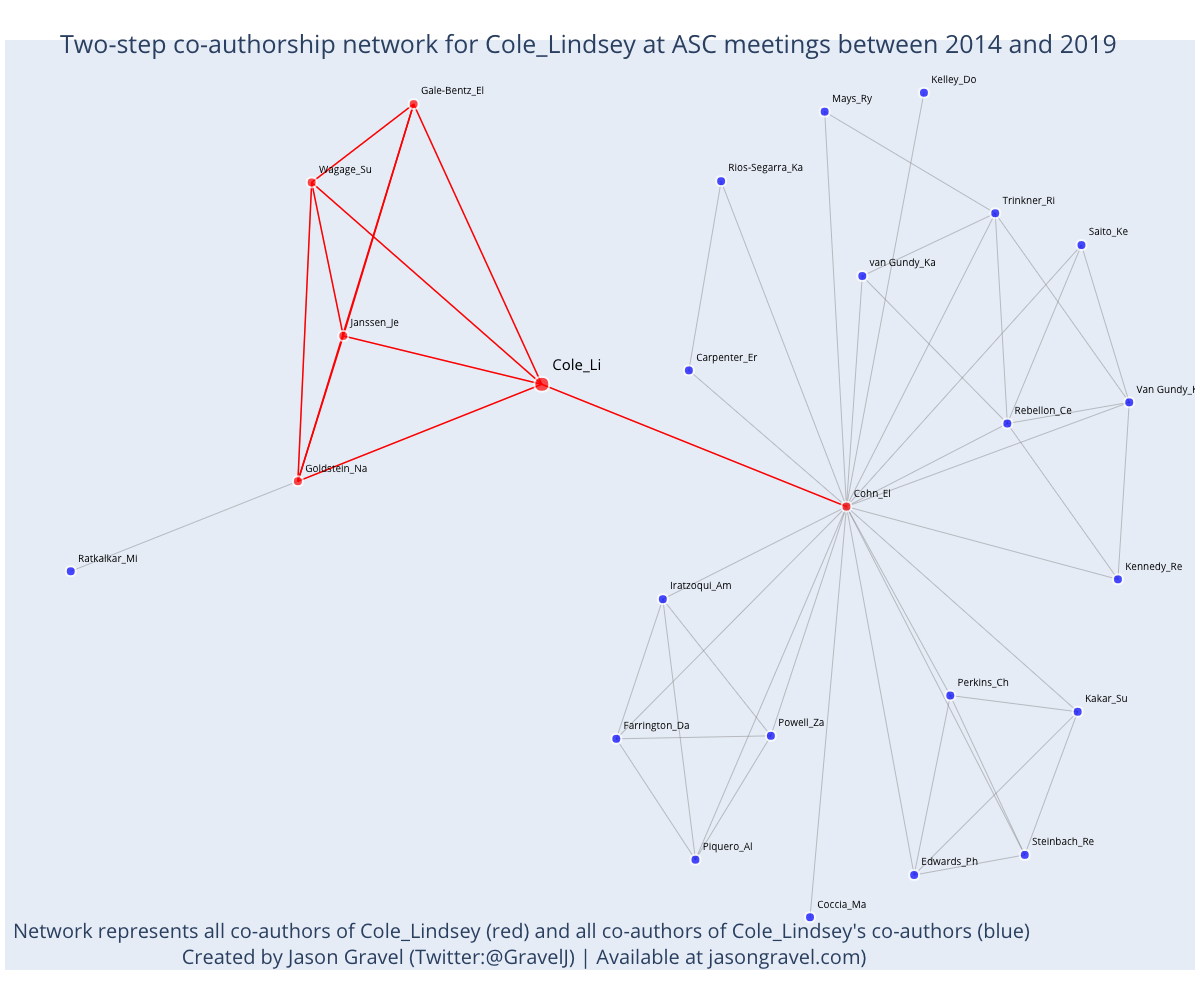 Two-step co-authorship network for Cole_Lindsey at ASC meetings between 2014 and 2019
Kelley_Do
Gale-Bentz_El
Mays_Ry
Wagage_Su
Rios-Segarra_Ka
Trinkner_Ri
Saito_Ke
van Gundy_Ka
Janssen_Je
Carpenter_Er
Cole_Li
Van Gundy_K
Rebellon_Ce
Goldstein_Na
Cohn_El
Ratkalkar_Mi
Kennedy_Re
Iratzoqui_Am
Perkins_Ch
Kakar_Su
Farrington_Da
Powell_Za
Piquero_Al
Steinbach_Re
Edwards_Ph
Coccia_Ma
Network represents all co-authors of Cole_Lindsey (red) and all co-authors of Cole_Lindsey's co-authors (blue)
Created by Jason Gravel (Twitter:@GravelJ) | Available at jasongravel.com)